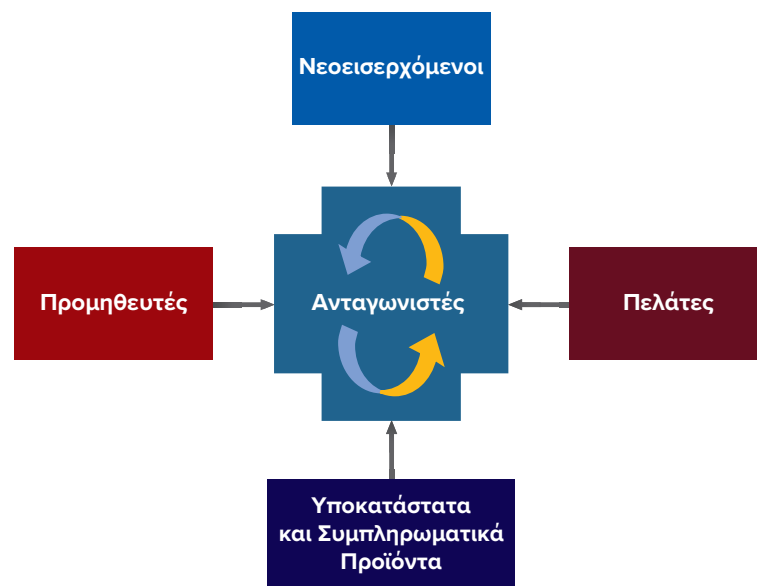 Νεοεισερχόμενοι
Προμηθευτές
Ανταγωνιστές
Πελάτες
Υποκατάστατα
και Συμπληρωματικά
Προϊόντα